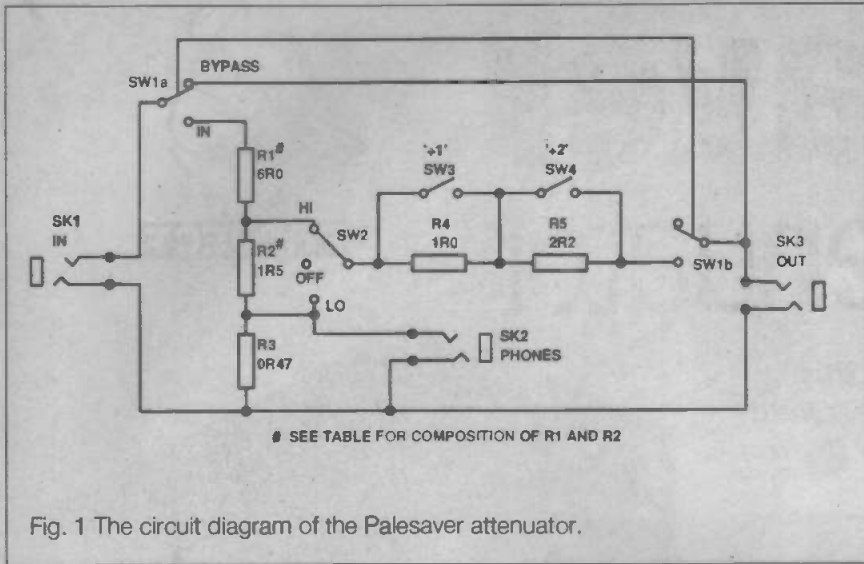 BYPASS
SW1a
IN
R1#
6R0
'+1'
SW3
'+2'
SW4
HI
SK1
IN
R2#
1R5
SW2
R4
1R0
R5
2R2
OFF
SW1b
SK3
OUT
LO
R3
0R47
SK2
PHONES
# SEE TABLE FOR COMPOSITION OF R1 AND R2
Fig. 1 The circuit diagram of the Palesaver attenuator.